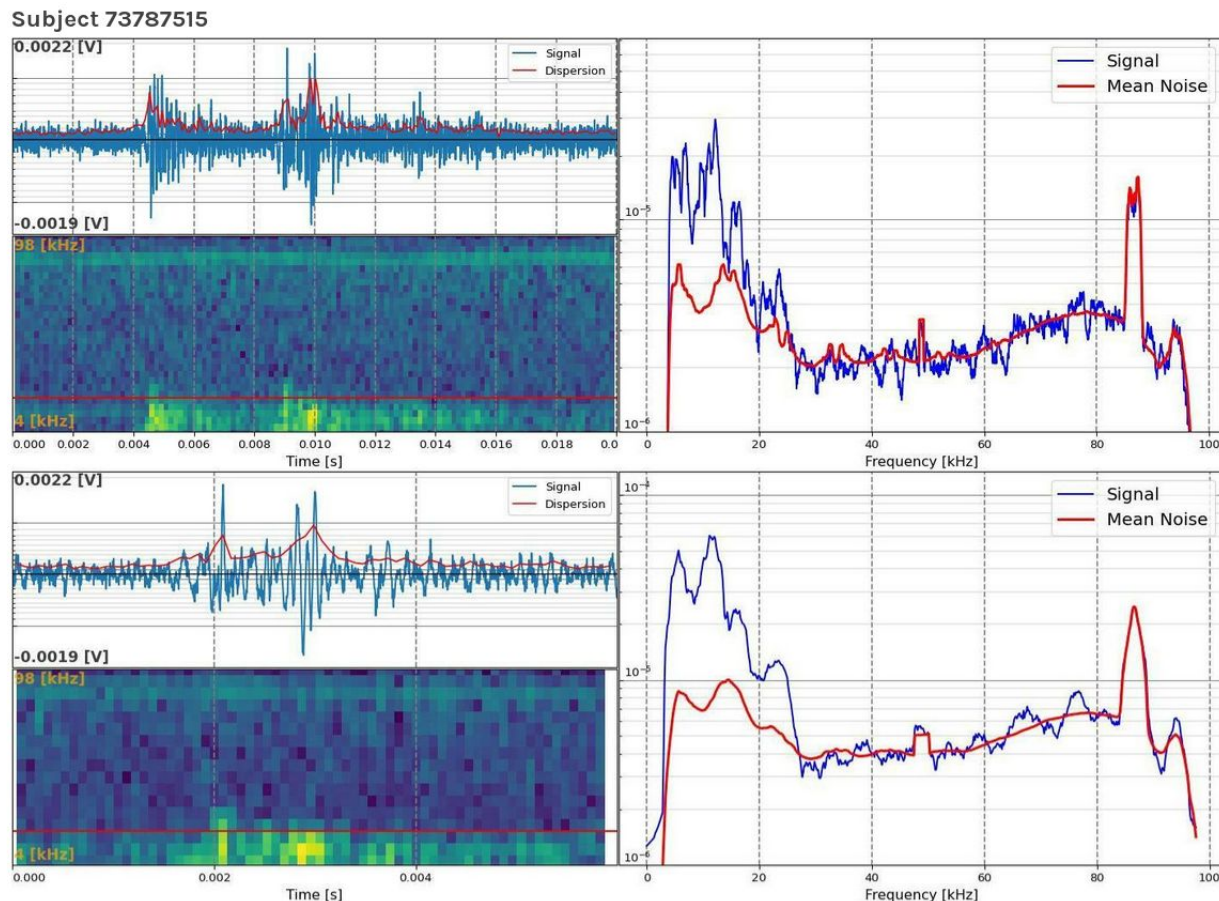 Subject 73787515
0.0022 [V]
Signal
Dispersion
-0.0019 [V]
98 [kHz]
4 [kHz]
0.000 0.002 0.004 0.006 0.008 0.010 0.012 0.014 0.016 0.018 0.0
Time [s]
Signal
Mean Noise
10⁻⁵
10⁻⁶
0 20 40 60 80 100
Frequency [kHz]
0.0022 [V]
Signal
Dispersion
-0.0019 [V]
98 [kHz]
4 [kHz]
0.000 0.002 0.004
Time [s]
10⁻⁴
Signal
Mean Noise
10⁻⁵
10⁻⁶
0 20 40 60 80 100
Frequency [kHz]